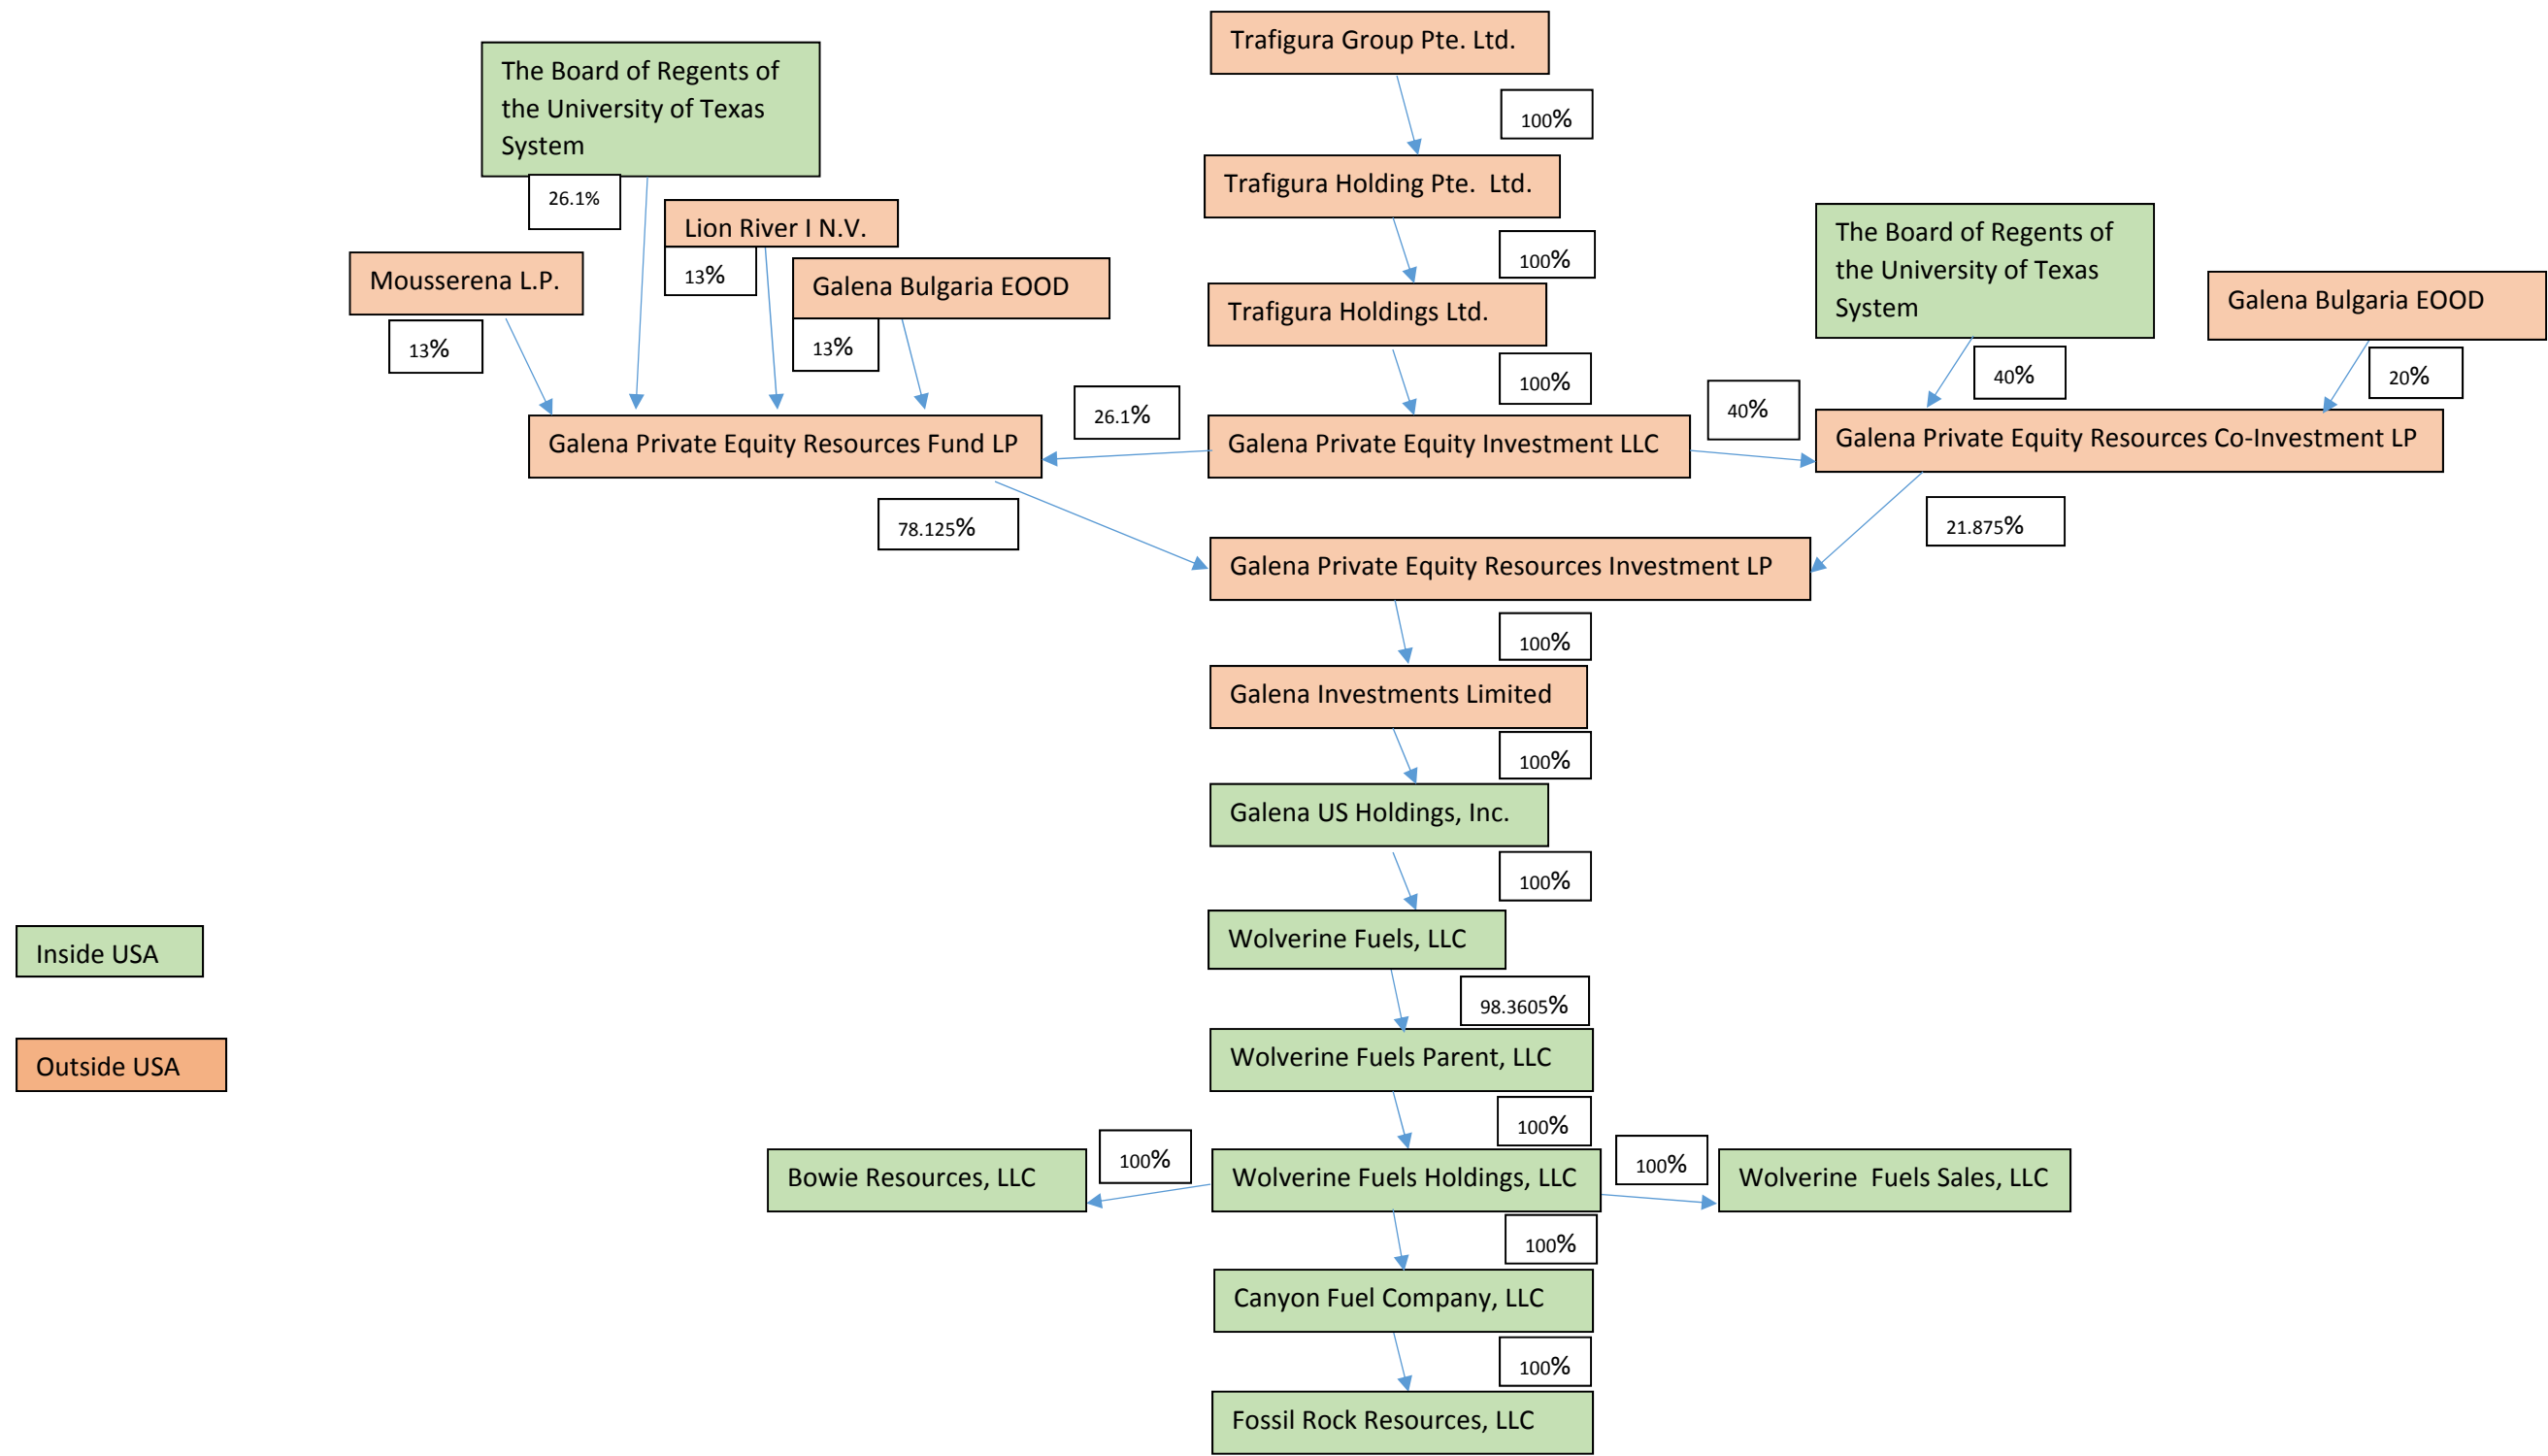 Trafigura Group Pte. Ltd.
The Board of Regents of
the University of Texas
System
100%
Trafigura Holding Pte.  Ltd.
26.1%
Lion River I N.V.
The Board of Regents of
the University of Texas
System
100%
Mousserena L.P.
13%
Galena Bulgaria EOOD
Galena Bulgaria EOOD
Trafigura Holdings Ltd.
13%
13%
100%
40%
20%
26.1%
40%
Galena Private Equity Resources Fund LP
Galena Private Equity Investment LLC
Galena Private Equity Resources Co-Investment LP
78.125%
21.875%
Galena Private Equity Resources Investment LP
100%
Galena Investments Limited
100%
Galena US Holdings, Inc.
100%
Inside USA
Wolverine Fuels, LLC
98.3605%
Outside USA
Wolverine Fuels Parent, LLC
100%
Bowie Resources, LLC
100%
Wolverine Fuels Holdings, LLC
100%
Wolverine  Fuels Sales, LLC
100%
Canyon Fuel Company, LLC
100%
Fossil Rock Resources, LLC